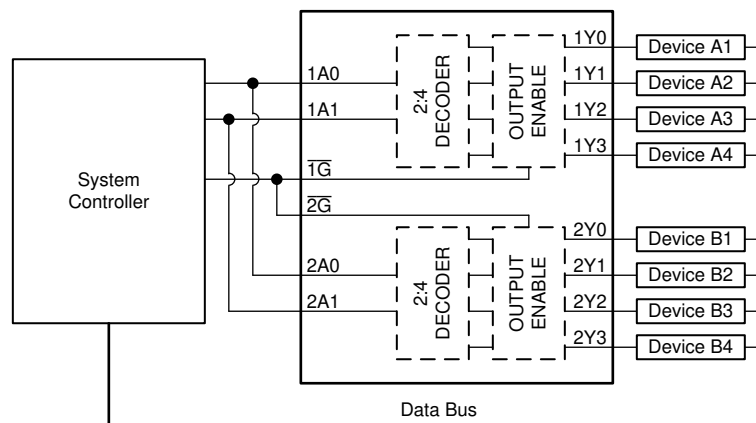 System
Controller
1A0
1A1
1G
2G
2A0
2A1
2:4
DECODER
OUTPUT
ENABLE
1Y0
1Y1
1Y2
1Y3
Device A1
Device A2
Device A3
Device A4
2:4
DECODER
OUTPUT
ENABLE
2Y0
2Y1
2Y2
2Y3
Device B1
Device B2
Device B3
Device B4
Data Bus